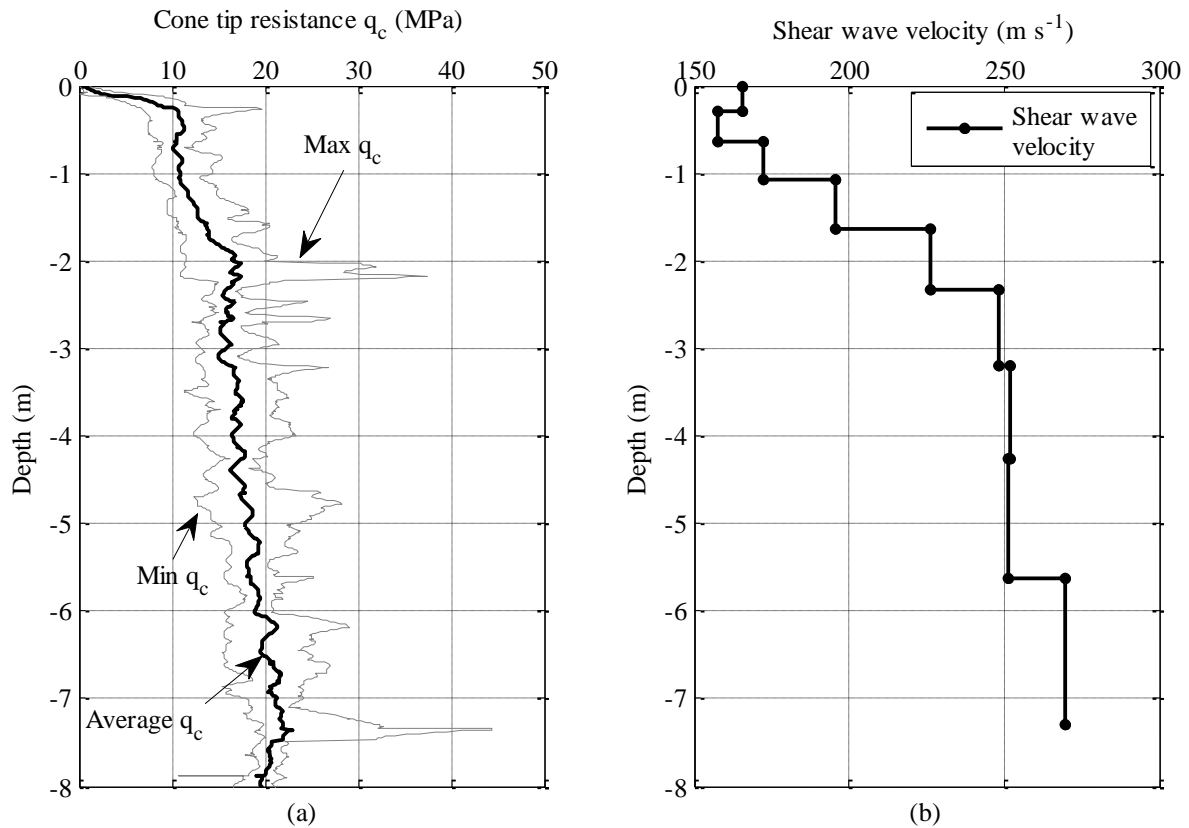 Cone tip resistance q_c (MPa)
0 10 20 30 40 50
0
-1
-2
-3
-4
-5
-6
-7
-8
Depth (m)
Max q_c
Min q_c
Average q_c
(a)
Shear wave velocity (m s^-1)
150 200 250 300
0
-1
-2
-3
-4
-5
-6
-7
-8
Depth (m)
Shear wave
velocity
(b)